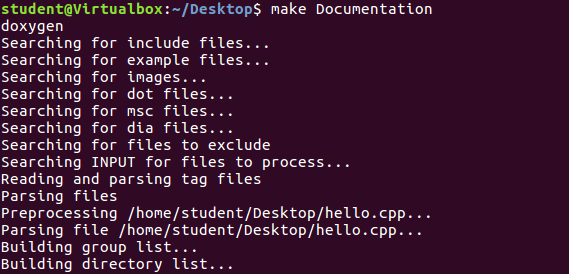 student@Virtualbox:~/Desktop$ make Documentation
doxygen
Searching for include files...
Searching for example files...
Searching for images...
Searching for dot files...
Searching for msc files...
Searching for dia files...
Searching for files to exclude
Searching INPUT for files to process...
Reading and parsing tag files
Parsing files
Preprocessing /home/student/Desktop/hello.cpp...
Parsing file /home/student/Desktop/hello.cpp...
Building group list...
Building directory list...